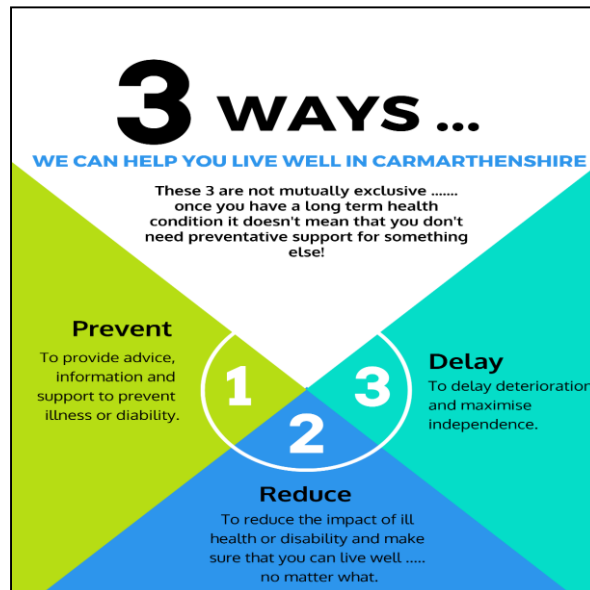 3 WAYS ...
WE CAN HELP YOU LIVE WELL IN CARMARTHENSHIRE
These 3 are not mutually exclusive .......
once you have a long term health
condition it doesn't mean that you don't
need preventative support for something
else!
Prevent
To provide advice,
information and
support to prevent
illness or diability.
1
2
Reduce
To reduce the impact of ill
health or disability and make
sure that you can live well .....
no matter what.
3
Delay
To delay deterioration
and maximise
independence.